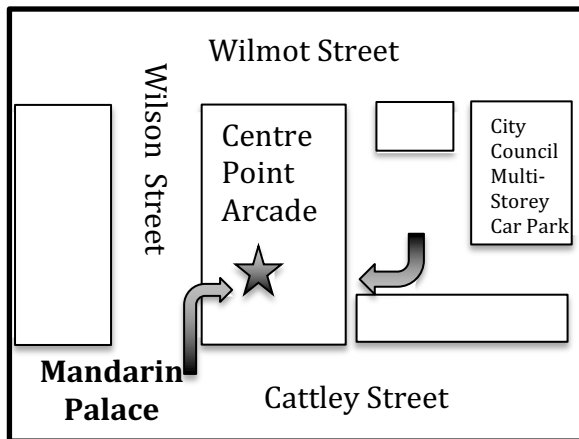 Wilmot Street
Wilson Street
Centre
Point
Arcade
City
Council
Multi-
Storey
Car Park
Mandarin
Palace
Cattley Street